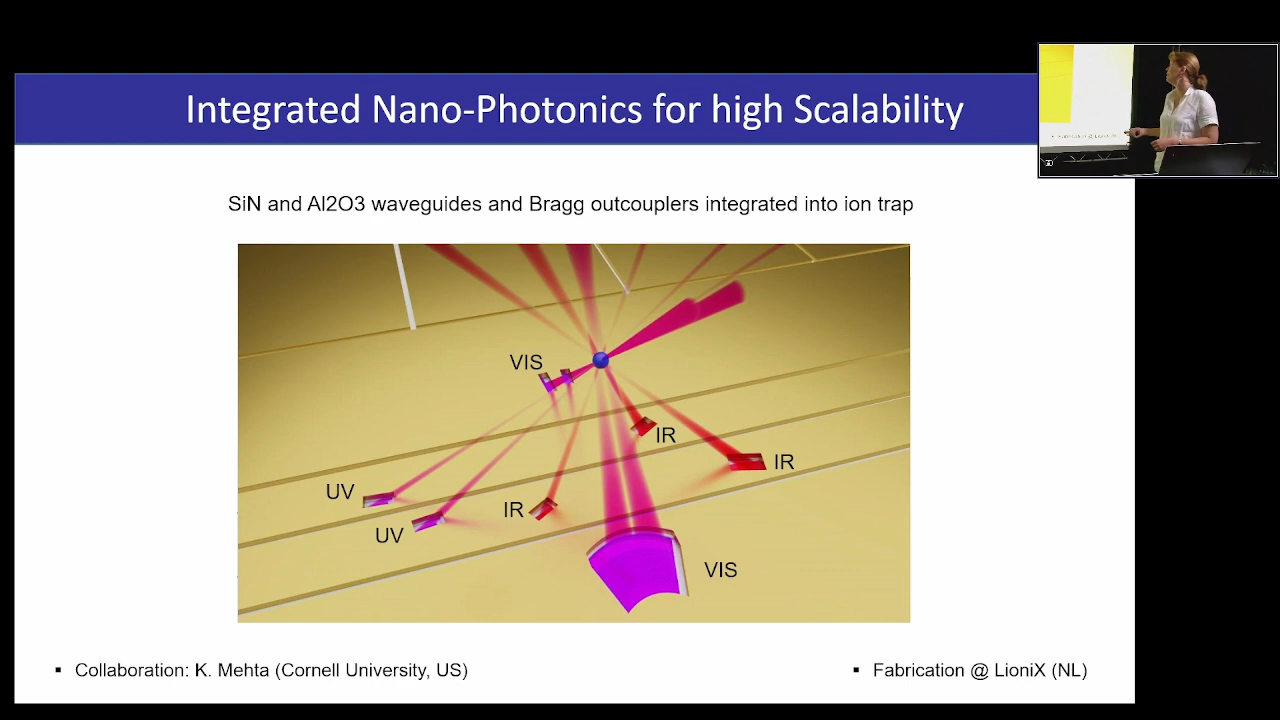 Integrated Nano-Photonics for high Scalability
SiN and Al2O3 waveguides and Bragg outcouplers integrated into ion trap
VIS
IR
IR
UV
IR
UV
VIS
▪ Collaboration: K. Mehta (Cornell University, US)
▪ Fabrication @ LioniX (NL)